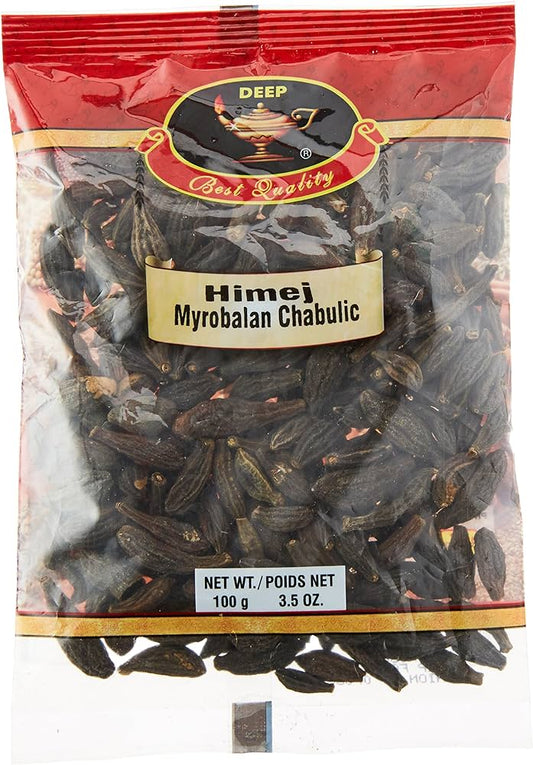 DEEP
®
Best Quality
Himej
Myrobalan Chabulic
NET WT./POIDS NET
100 g 3.5 OZ.